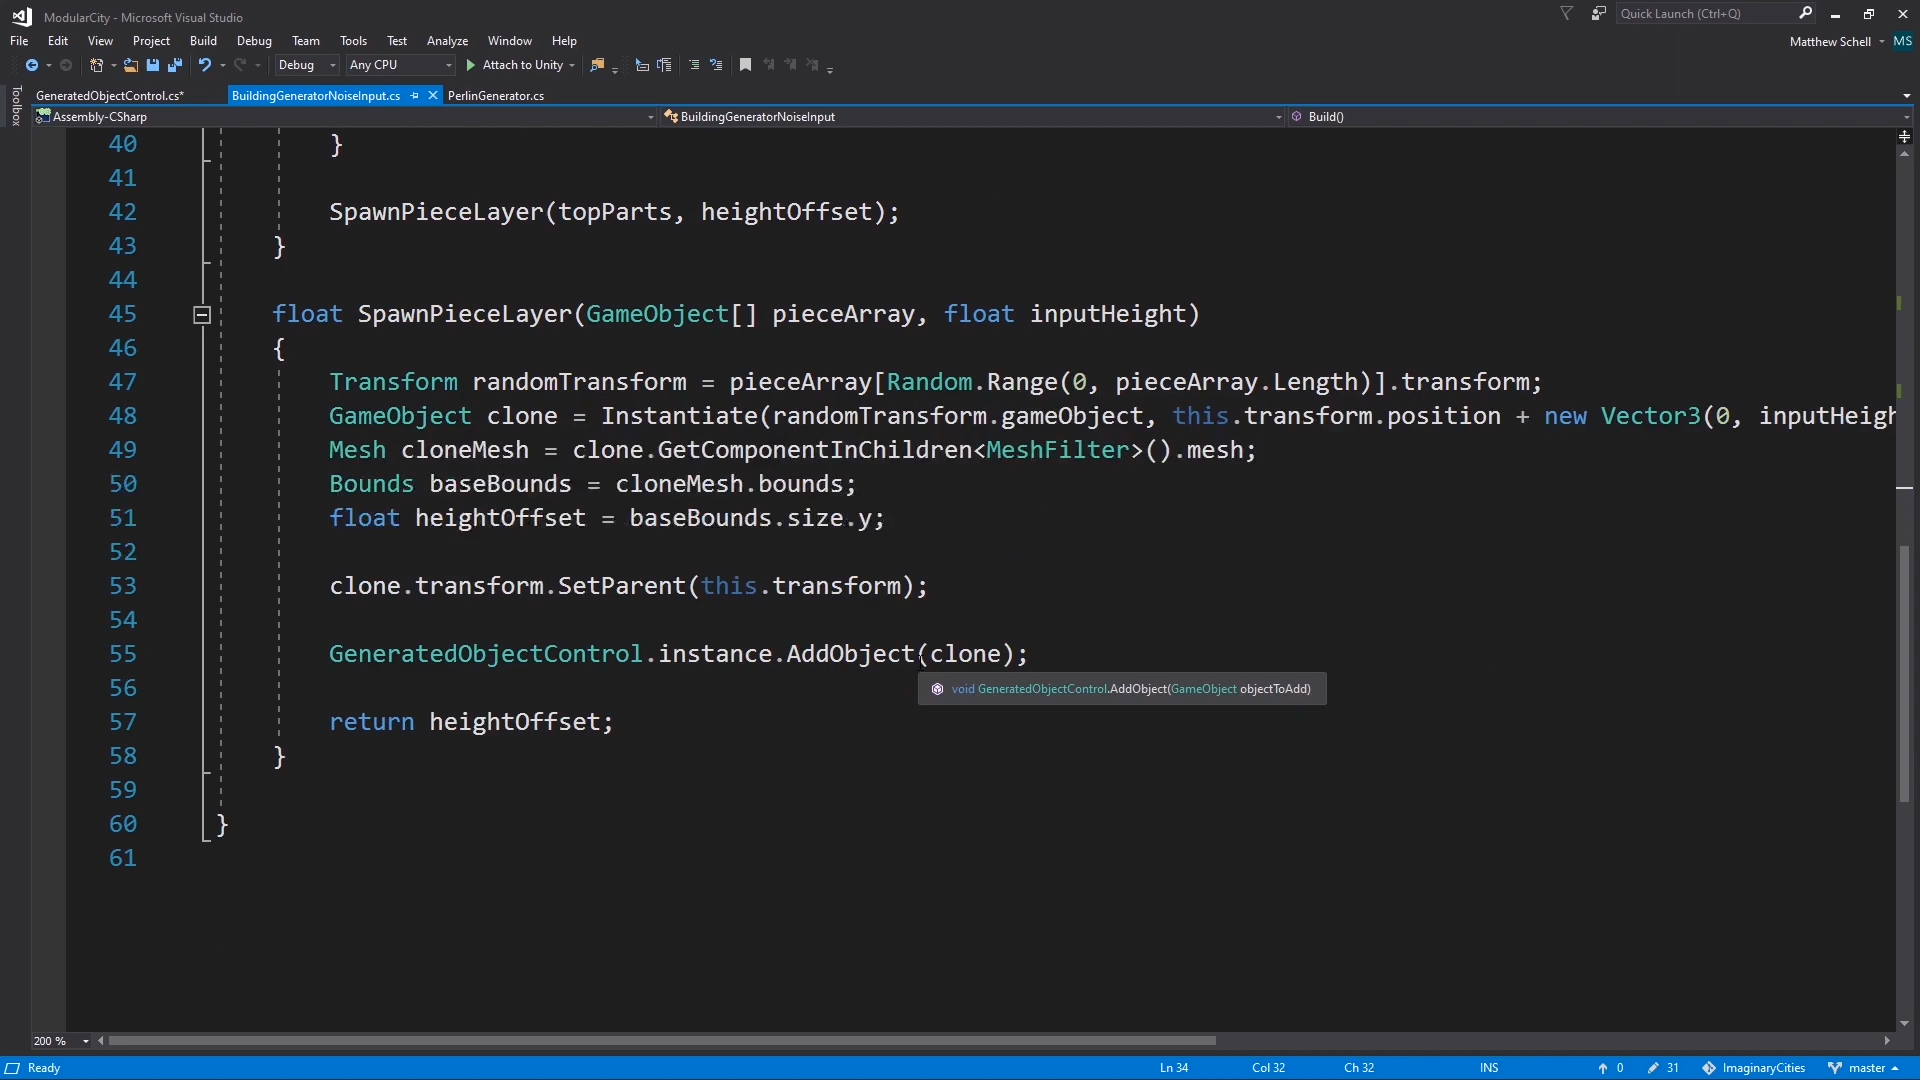 ModularCity - Microsoft Visual Studio
Quick Launch (Ctrl+Q)
File Edit View Project Build Debug Team Tools Test Analyze Window Help
Matthew Schell MS
Debug Any CPU Attach to Unity
Toolbox
GeneratedObjectControl.cs* BuildingGeneratorNoiseInput.cs PerlinGenerator.cs
Assembly-CSharp BuildingGeneratorNoiseInput Build()
40 }
41
42 SpawnPieceLayer(topParts, heightOffset);
43 }
44
45 float SpawnPieceLayer(GameObject[] pieceArray, float inputHeight)
46 {
47 Transform randomTransform = pieceArray[Random.Range(0, pieceArray.Length)].transform;
48 GameObject clone = Instantiate(randomTransform.gameObject, this.transform.position + new Vector3(0, inputHeigh
49 Mesh cloneMesh = clone.GetComponentInChildren<MeshFilter>().mesh;
50 Bounds baseBounds = cloneMesh.bounds;
51 float heightOffset = baseBounds.size.y;
52
53 clone.transform.SetParent(this.transform);
54
55 GeneratedObjectControl.instance.AddObject(clone);
56 void GeneratedObjectControl.AddObject(GameObject objectToAdd)
57 return heightOffset;
58 }
59
60 }
61
200 %
Ready Ln 34 Col 32 Ch 32 INS 0 31 ImaginaryCities master